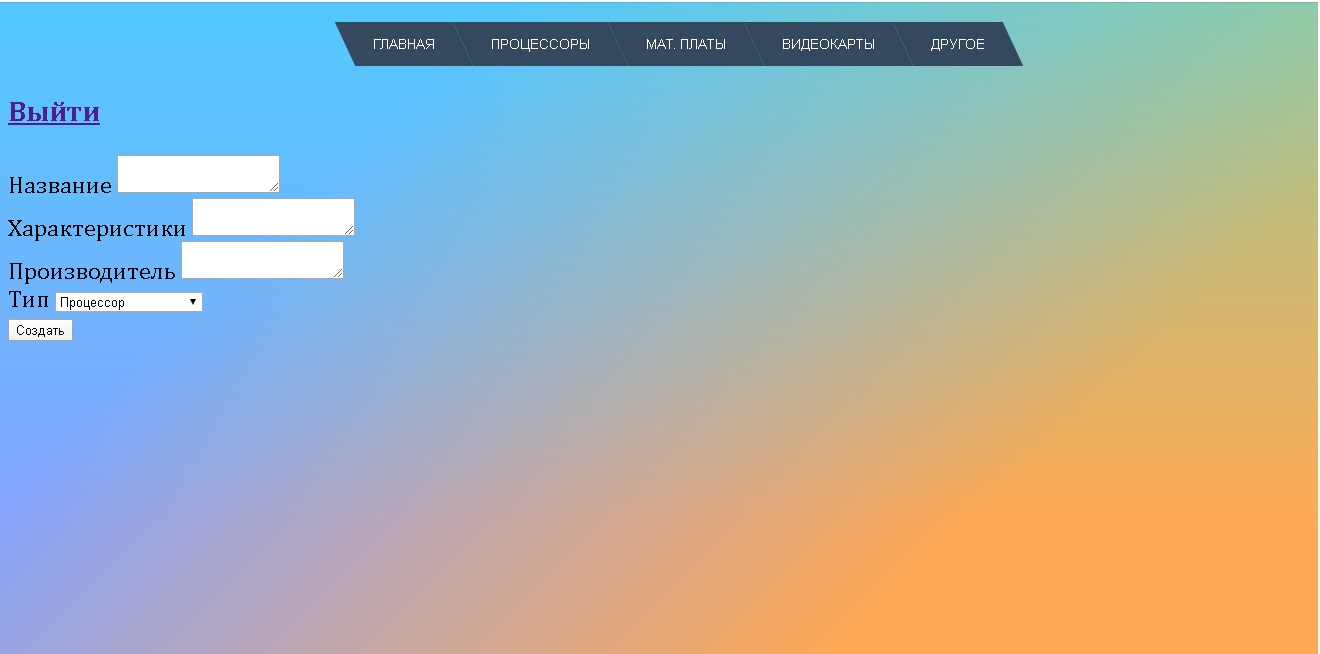 ГЛАВНАЯ ПРОЦЕССОРЫ МАТ. ПЛАТЫ ВИДЕОКАРТЫ ДРУГОЕ
Выйти
Название
Характеристики
Производитель
Тип Процессор
Создать